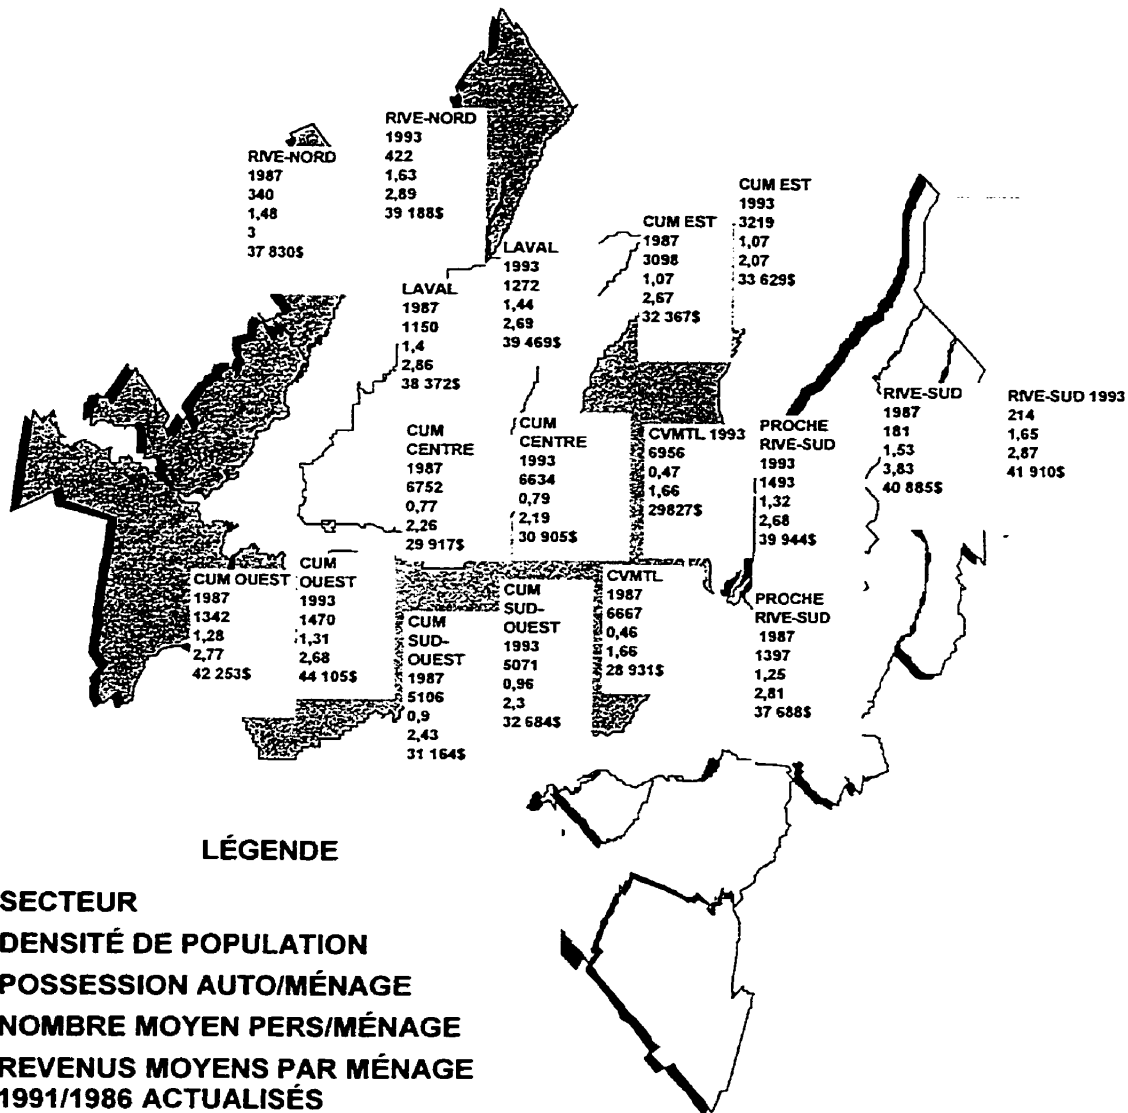 RIVE-NORD
1993
422
1,63
2,89
39 188$
RIVE-NORD
1987
340
1,48
3
37 830$
CUM EST
1993
3219
1,07
2,07
33 629$
CUM EST
1987
3098
1,07
2,67
32 367$
LAVAL
1993
1272
1,44
2,69
39 469$
LAVAL
1987
1150
1,4
2,86
38 372$
RIVE-SUD
1987
181
1,53
3,83
40 885$
RIVE-SUD 1993
214
1,65
2,87
41 910$
CUM
CENTRE
1987
6752
0,77
2,26
29 917$
CUM
CENTRE
1993
6634
0,79
2,19
30 905$
CVMTL 1993
6956
0,47
1,66
29827$
PROCHE
RIVE-SUD
1993
1493
1,32
2,68
39 944$
CUM OUEST
1987
1342
1,28
2,77
42 253$
CUM
OUEST
1993
1470
1,31
2,68
44 105$
CUM
SUD-
OUEST
1987
5106
0,9
2,43
31 164$
CUM
SUD-
OUEST
1993
5071
0,96
2,3
32 684$
CVMTL
1987
6667
0,46
1,66
28 931$
PROCHE
RIVE-SUD
1987
1397
1,25
2,81
37 688$
LÉGENDE
SECTEUR
DENSITÉ DE POPULATION
POSSESSION AUTO/MÉNAGE
NOMBRE MOYEN PERS/MÉNAGE
REVENUS MOYENS PAR MÉNAGE
1991/1986 ACTUALISÉS